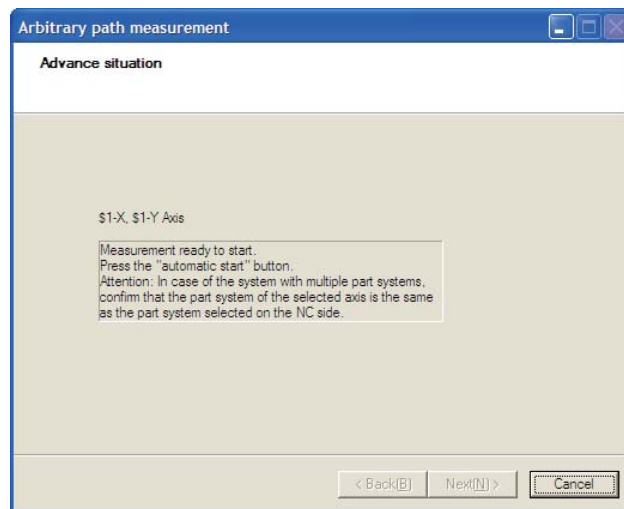 Arbitrary path measurement
Advance situation
$1-X, $1-Y Axis
Measurement ready to start.
Press the "automatic start" button.
Attention: In case of the system with multiple part systems,
confirm that the part system of the selected axis is the same
as the part system selected on the NC side.
< Back(B) Next(N) > Cancel